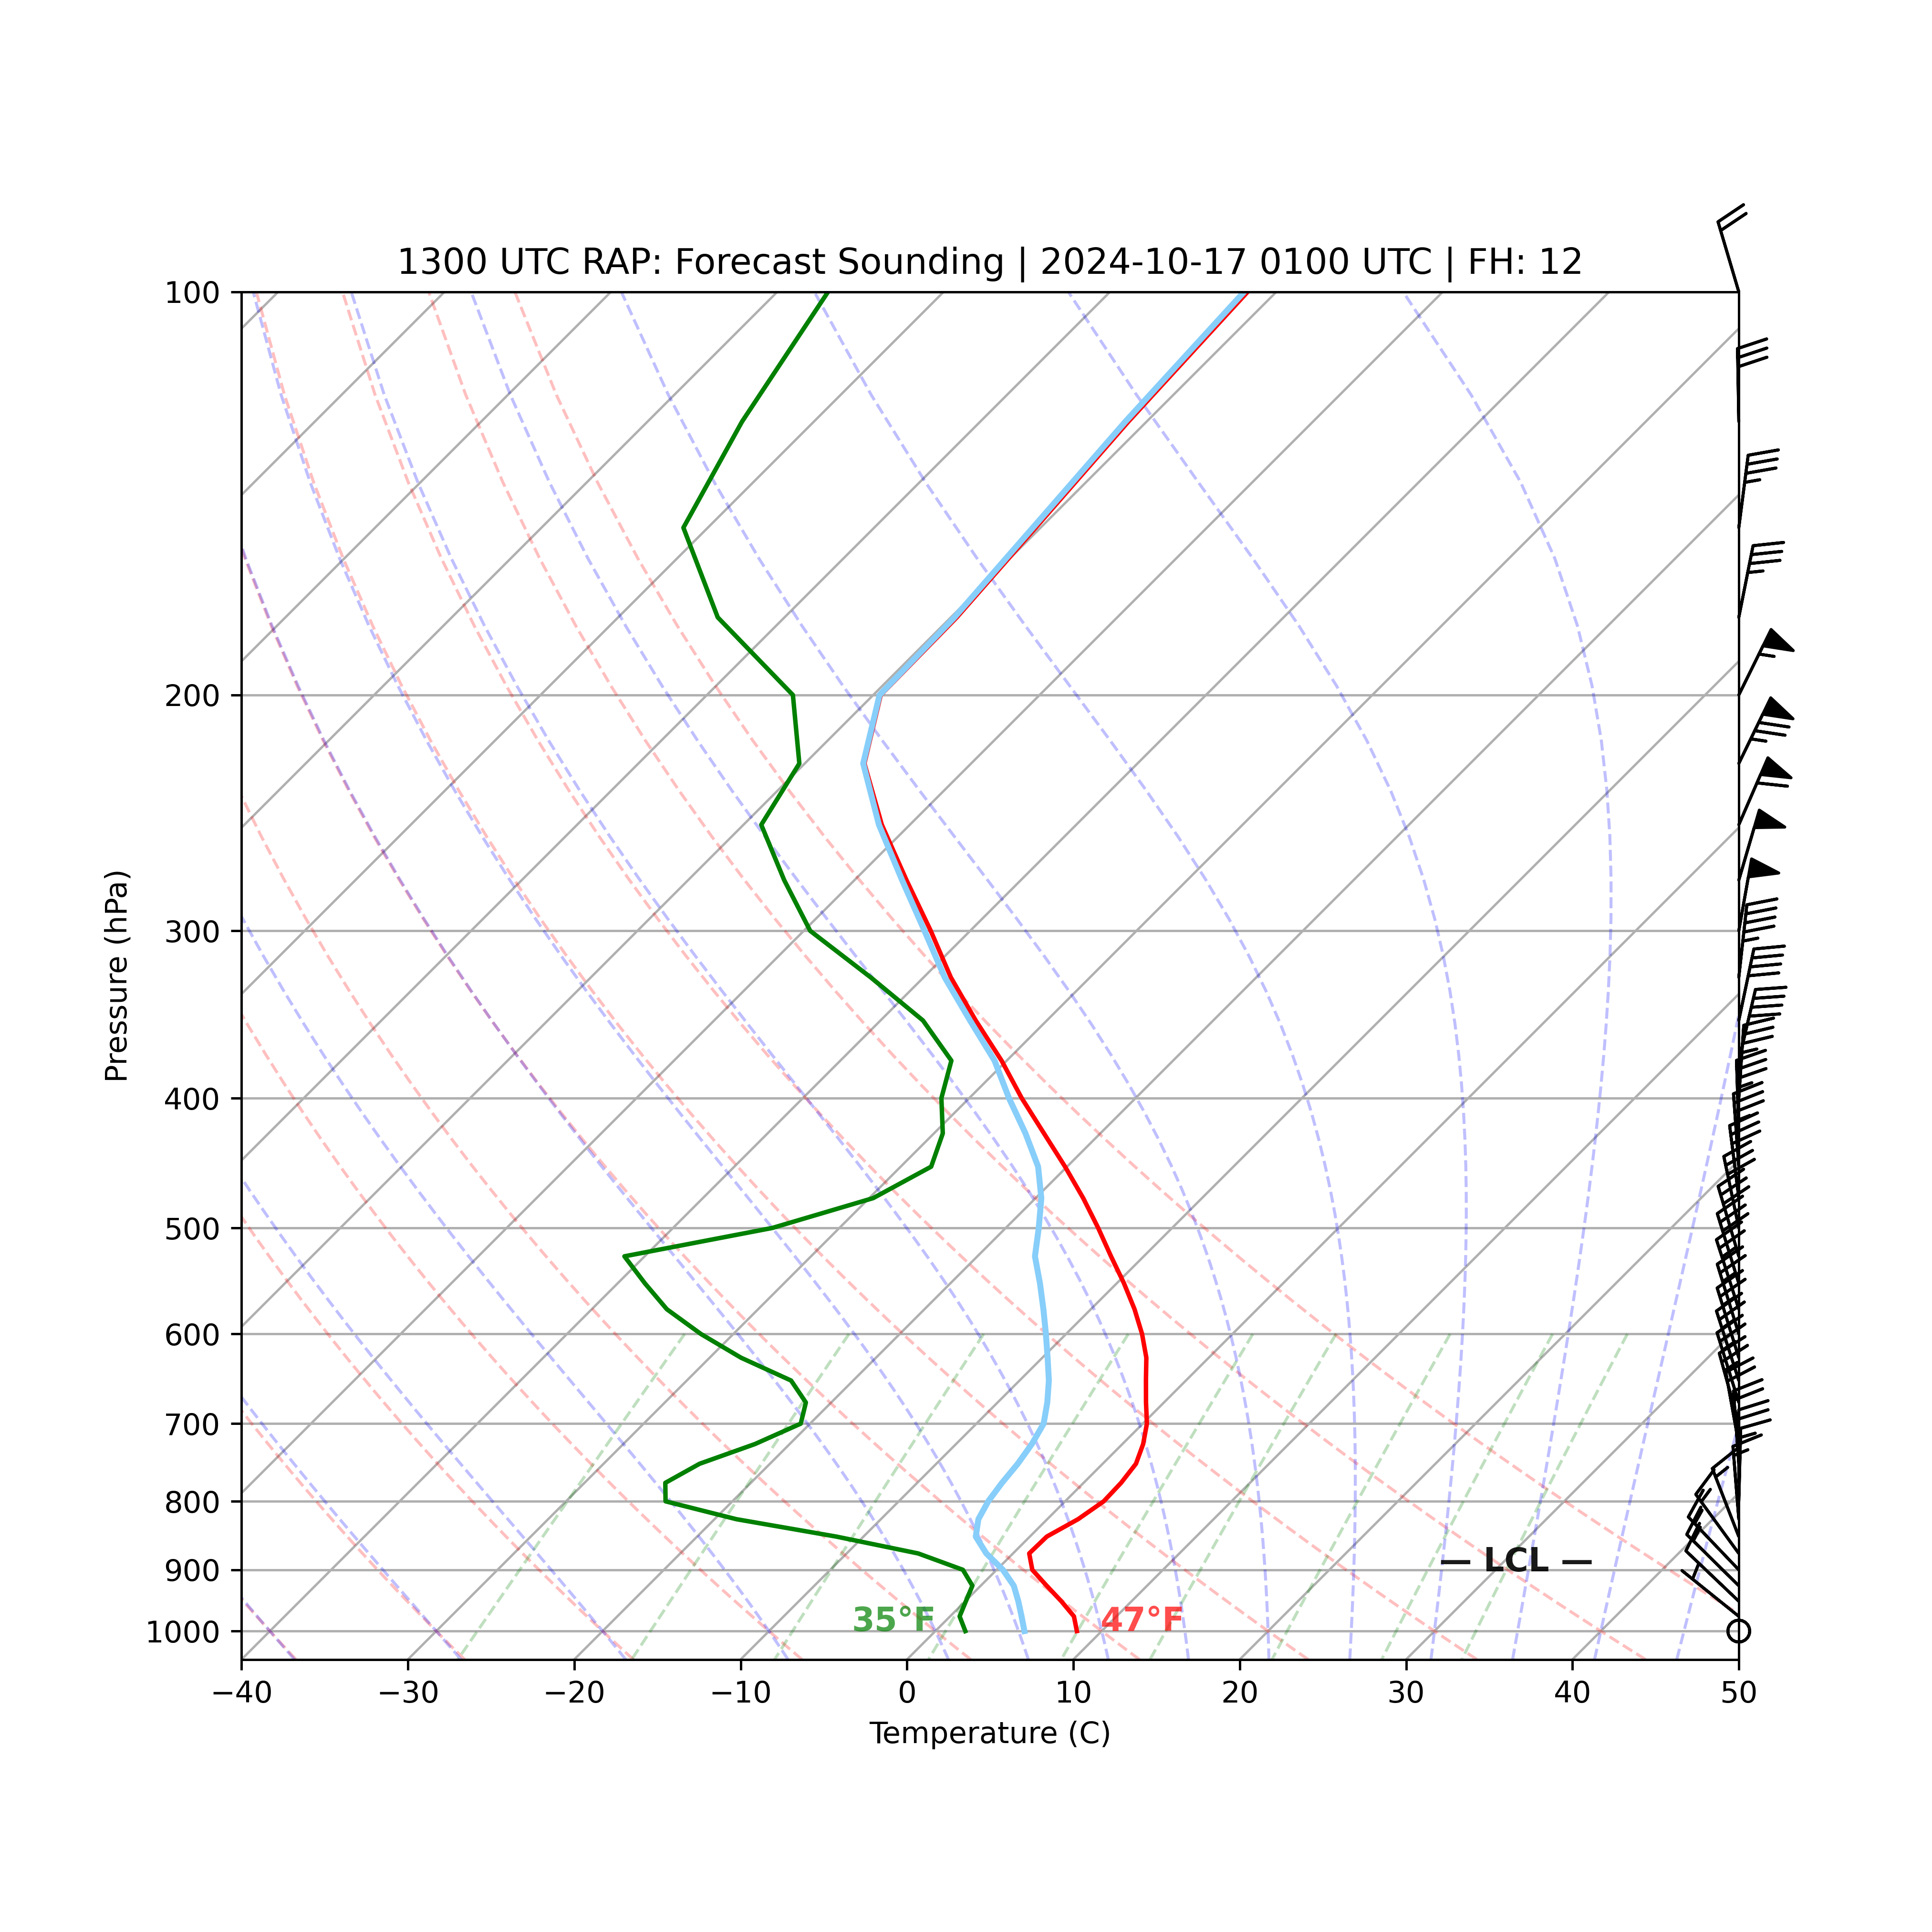 1300 UTC RAP: Forecast Sounding | 2024-10-17 0100 UTC | FH: 12
100
200
300
400
500
600
700
800
900
1000
Pressure (hPa)
— LCL —
35°F
47°F
−40 −30 −20 −10 0 10 20 30 40 50
Temperature (C)